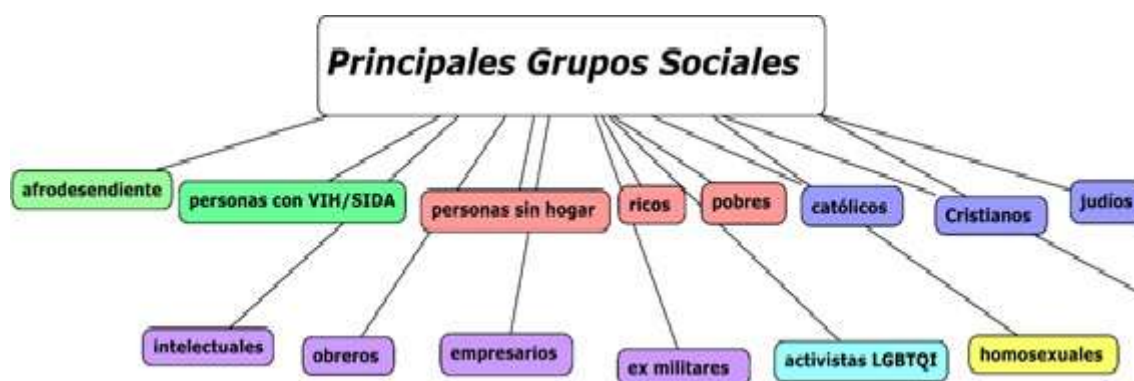 Principales Grupos Sociales
afrodesendiente
personas con VIH/SIDA
personas sin hogar
ricos
pobres
católicos
Cristianos
judíos
intelectuales
obreros
empresarios
ex militares
activistas LGBTQI
homosexuales